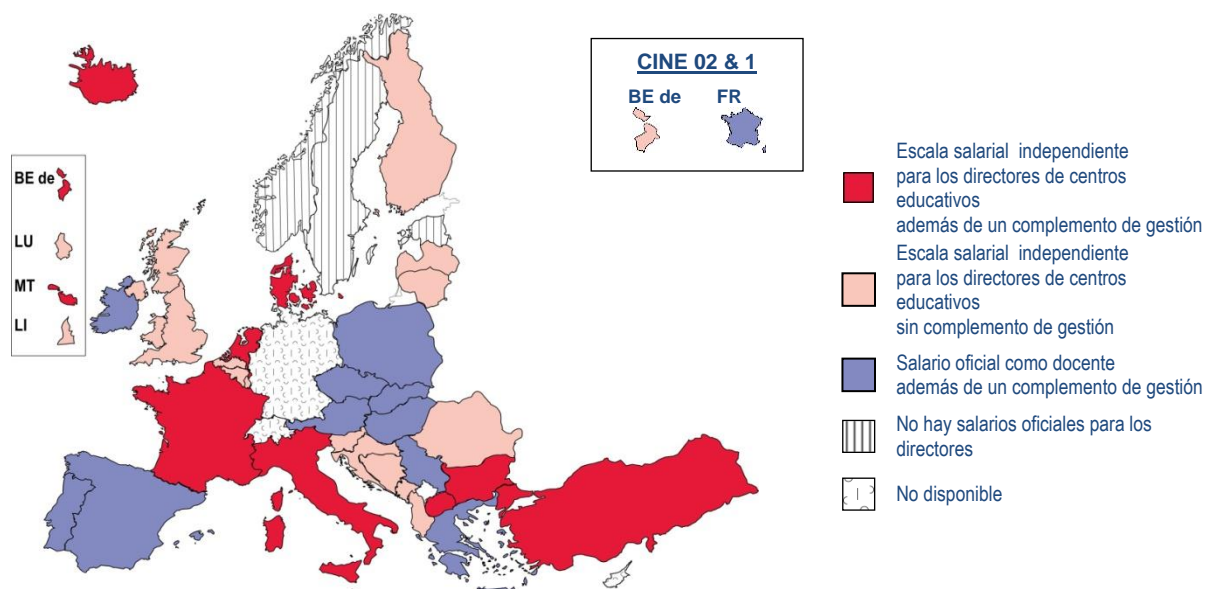 CINE 02 & 1
BE de FR
BE de
LU
MT
LI
Escala salarial independiente
para los directores de centros
educativos
además de un complemento de gestión
Escala salarial independiente
para los directores de centros
educativos
sin complemento de gestión
Salario oficial como docente
además de un complemento de gestión
No hay salarios oficiales para los
directores
No disponible